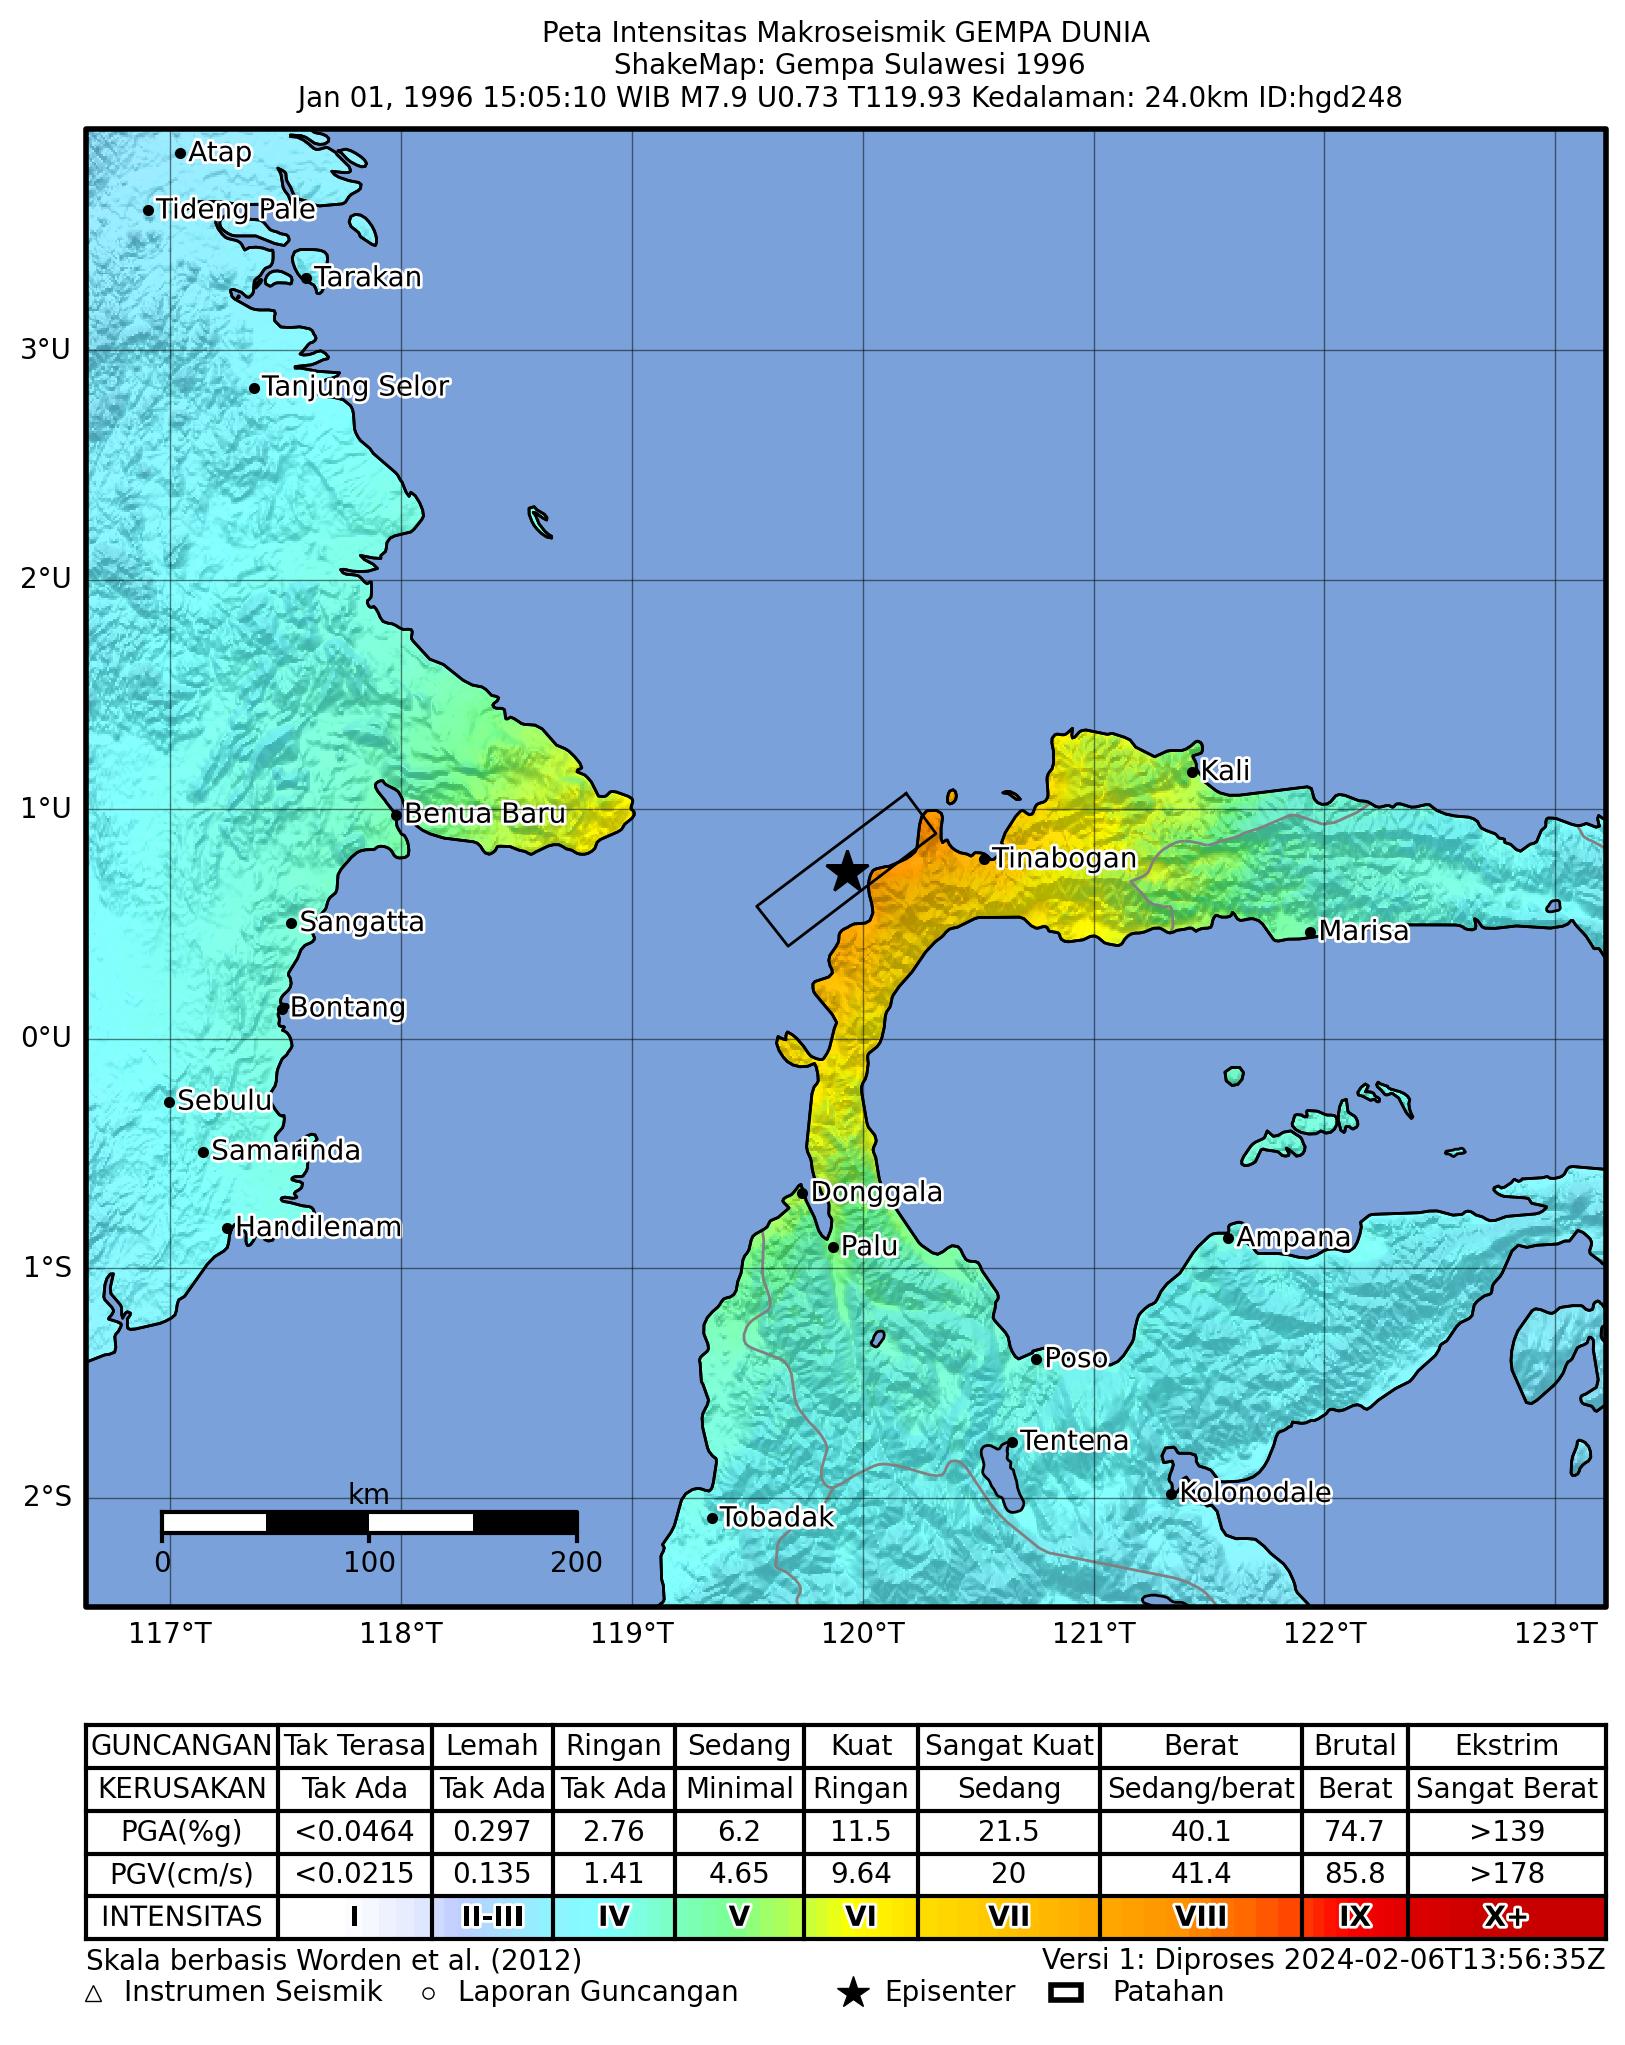 Peta Intensitas Makroseismik GEMPA DUNIA
ShakeMap: Gempa Sulawesi 1996
Jan 01, 1996 15:05:10 WIB M7.9 U0.73 T119.93 Kedalaman: 24.0km ID:hgd248
Atap
Tideng Pale
Tarakan
3°U
Tanjung Selor
2°U
Kali
1°U
Benua Baru
Tinabogan
Sangatta
Marisa
Bontang
0°U
Sebulu
Samarinda
Donggala
Handilenam
Ampana
Palu
1°S
Poso
Tentena
Kolonodale
2°S
km
Tobadak
0 100 200
117°T 118°T 119°T 120°T 121°T 122°T 123°T
GUNCANGAN Tak Terasa Lemah Ringan Sedang Kuat Sangat Kuat Berat Brutal Ekstrim
KERUSAKAN Tak Ada Tak Ada Tak Ada Minimal Ringan Sedang Sedang/berat Berat Sangat Berat
PGA(%g) <0.0464 0.297 2.76 6.2 11.5 21.5 40.1 74.7 >139
PGV(cm/s) <0.0215 0.135 1.41 4.65 9.64 20 41.4 85.8 >178
INTENSITAS I II-III IV V VI VII VIII IX X+
Skala berbasis Worden et al. (2012) Versi 1: Diproses 2024-02-06T13:56:35Z
Instrumen Seismik Laporan Guncangan Episenter Patahan